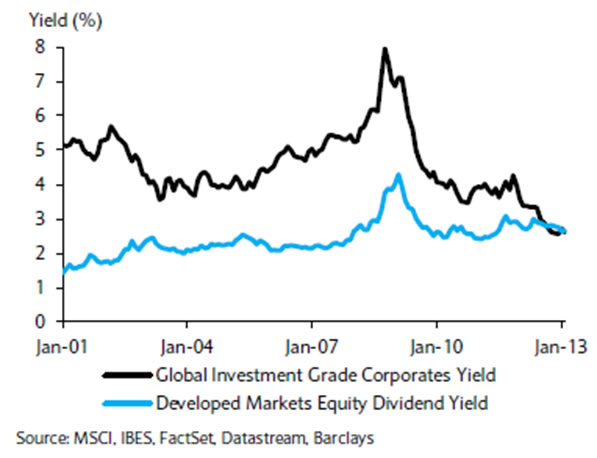 Yield (%)
8
7
6
5
4
3
2
1
0
Jan-01 Jan-04 Jan-07 Jan-10 Jan-13
Global Investment Grade Corporates Yield
Developed Markets Equity Dividend Yield
Source: MSCI, IBES, FactSet, Datastream, Barclays